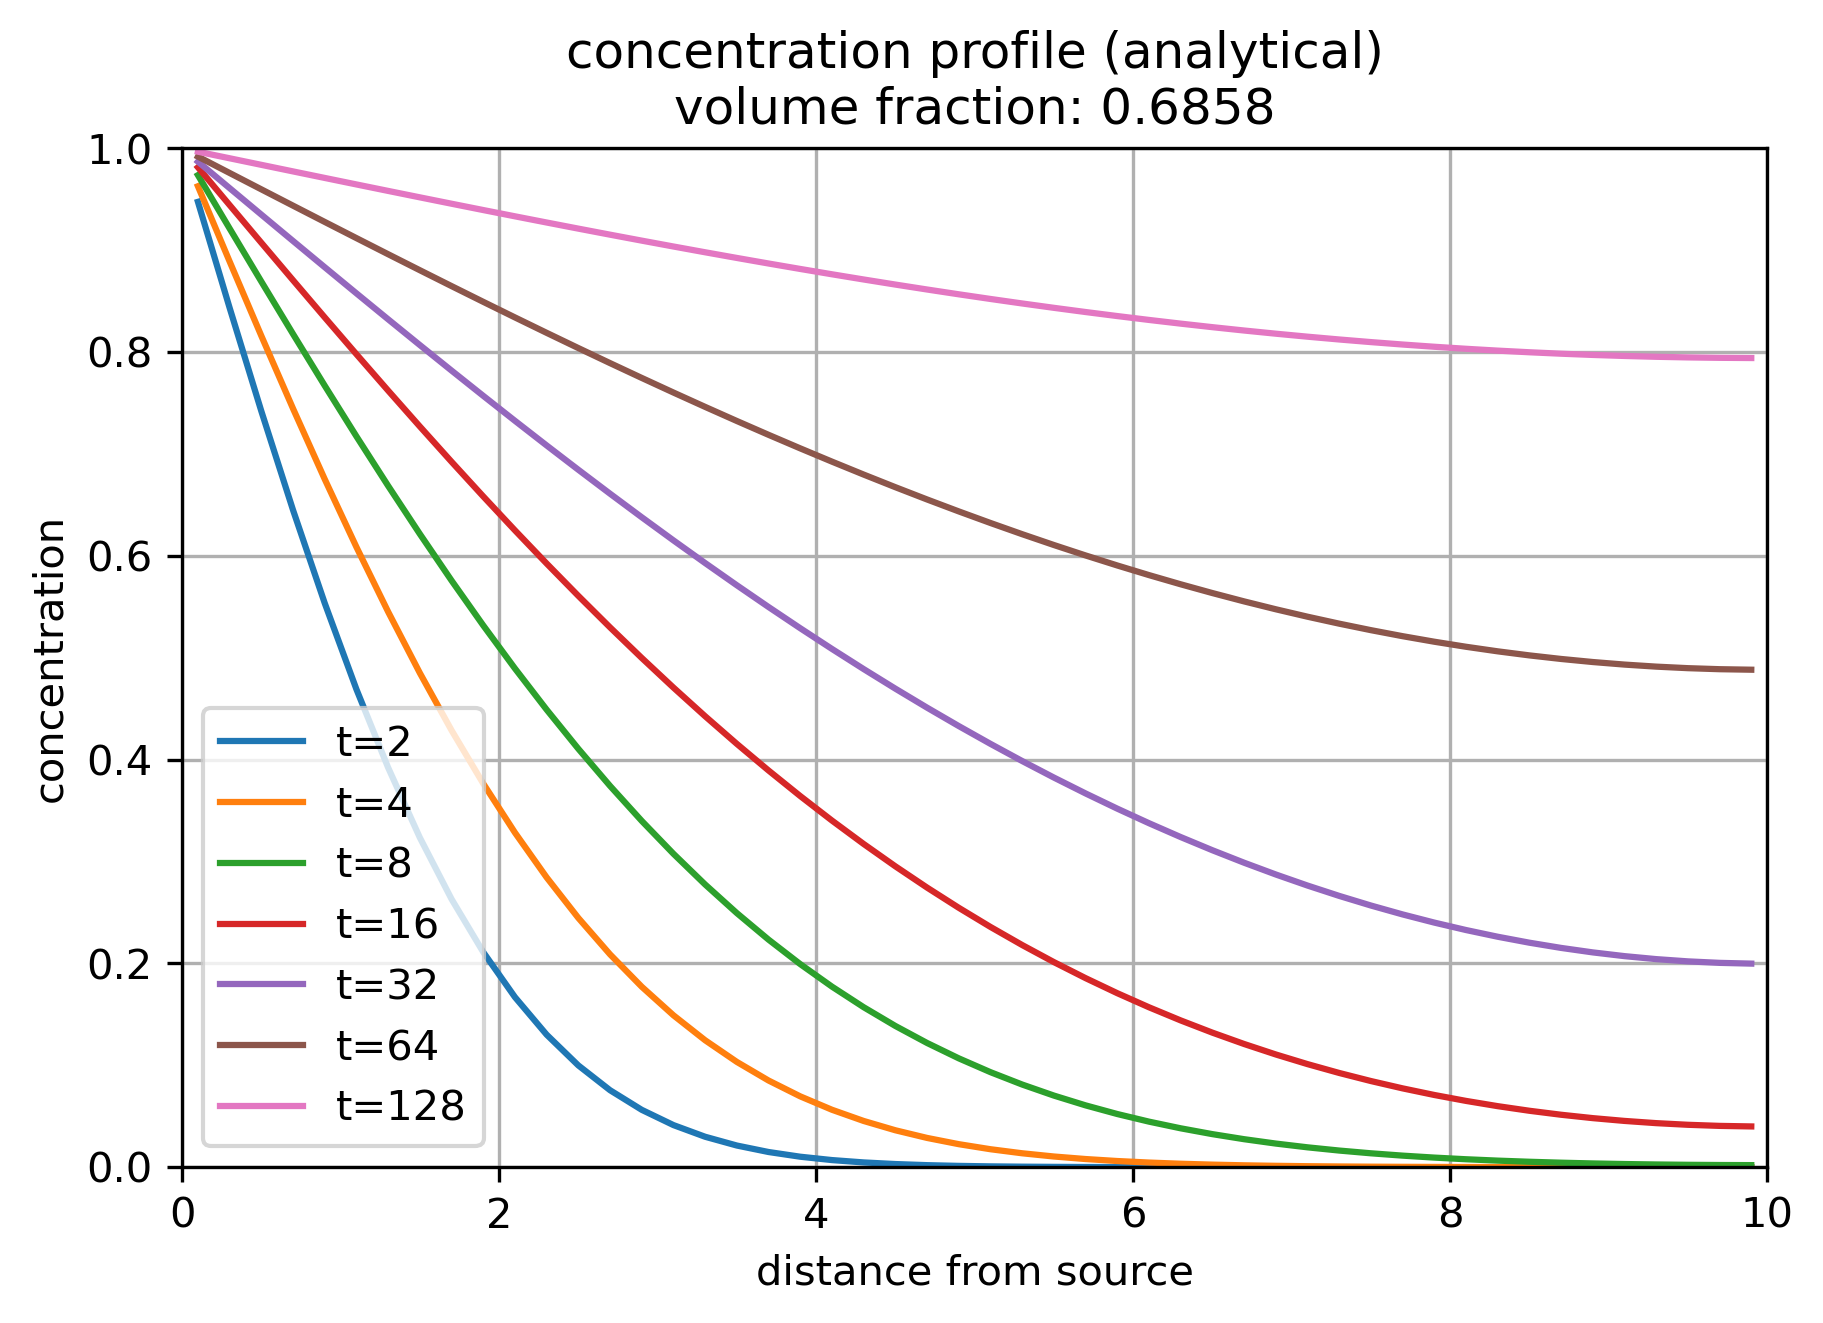 concentration profile (analytical)
volume fraction: 0.6858
1.0
0.8
0.6
0.4
0.2
0.0
concentration
t=2
t=4
t=8
t=16
t=32
t=64
t=128
0 2 4 6 8 10
distance from source